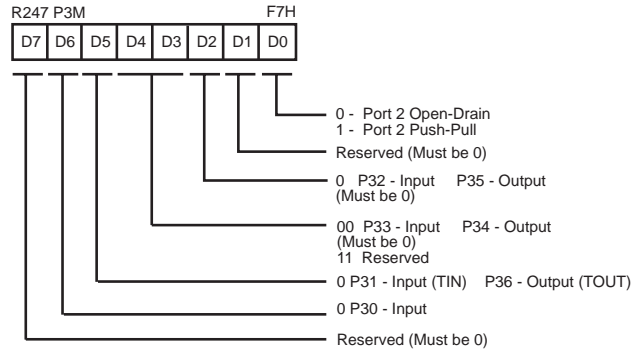 R247 P3M F7H
D7 D6 D5 D4 D3 D2 D1 D0
0 - Port 2 Open-Drain
1 - Port 2 Push-Pull
Reserved (Must be 0)
0 P32 - Input P35 - Output
(Must be 0)
00 P33 - Input P34 - Output
(Must be 0)
11 Reserved
0 P31 - Input (TIN) P36 - Output (TOUT)
0 P30 - Input
Reserved (Must be 0)